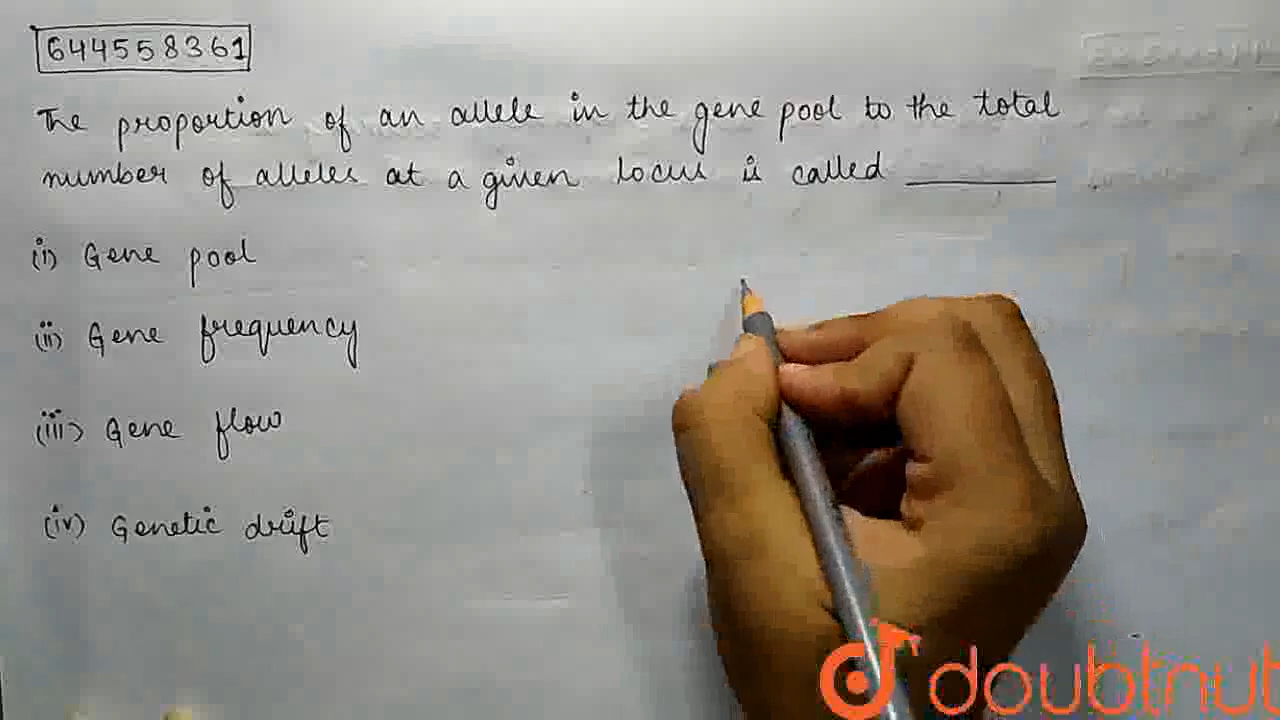 644558361
The proportion of an allele in the gene pool to the total
number of alleles at a given locus is called ________.
(i) Gene pool
(ii) Gene frequency
(iii) Gene flow
(iv) Genetic drift
doubtnut